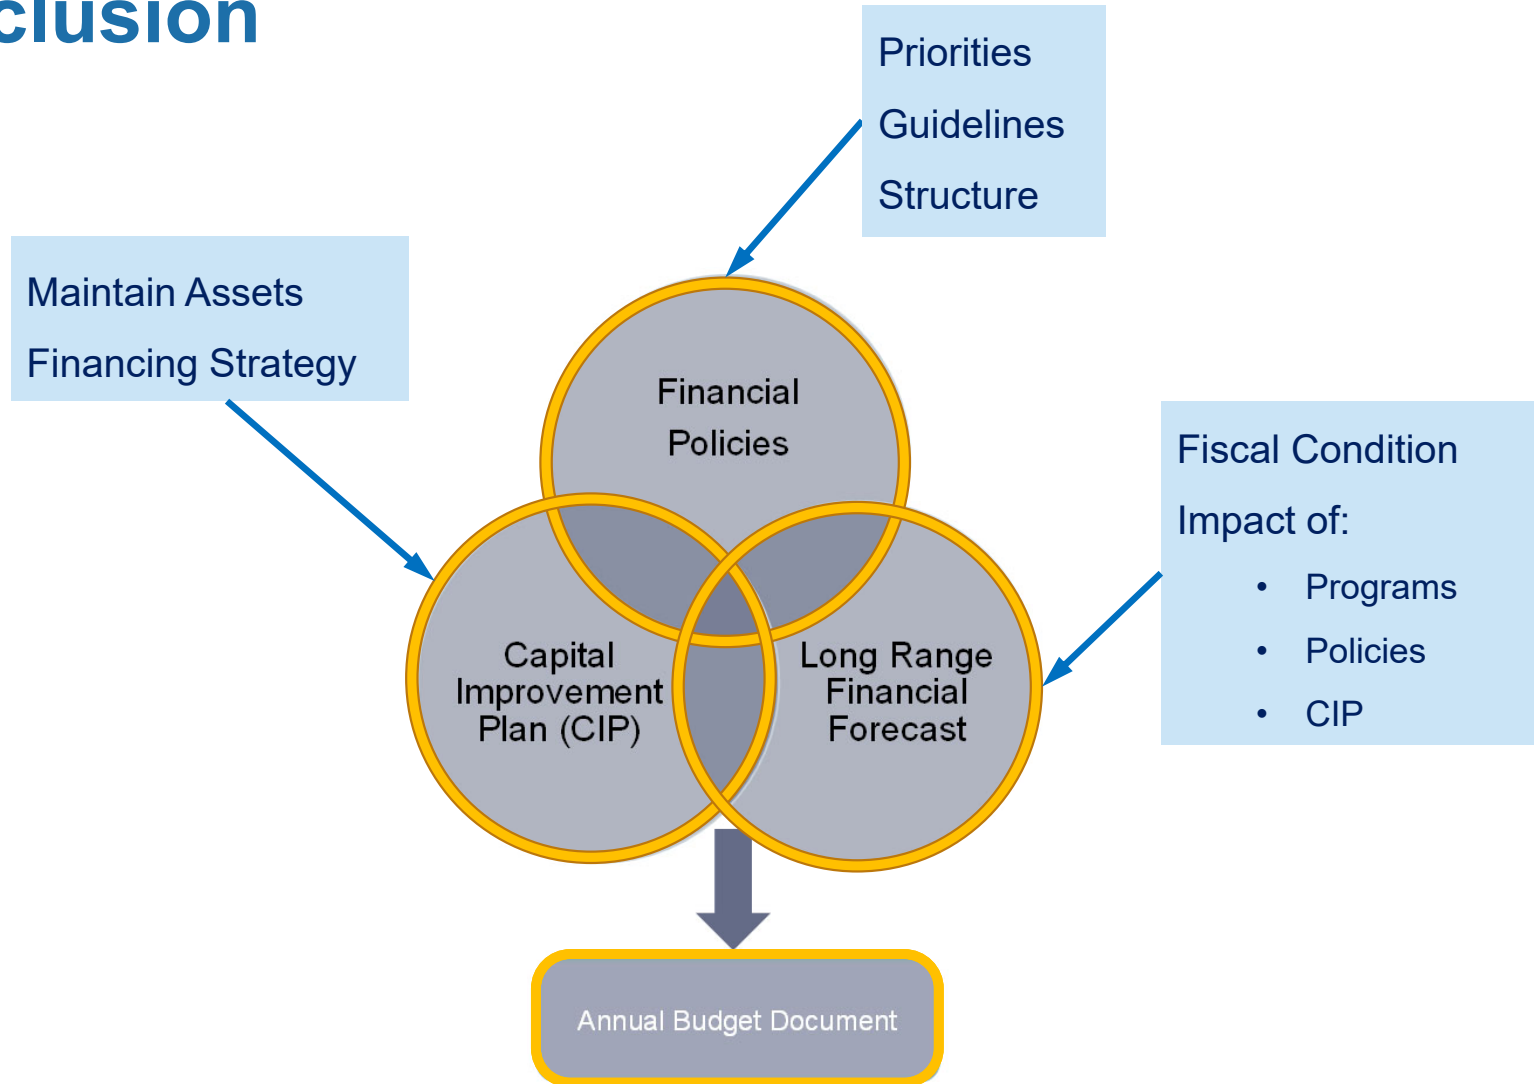 clusion
Priorities
Guidelines
Structure
Maintain Assets
Financing Strategy
Financial
Policies
Fiscal Condition
Impact of:
• Programs
• Policies
• CIP
Capital
Improvement
Plan (CIP)
Long Range
Financial
Forecast
Annual Budget Document